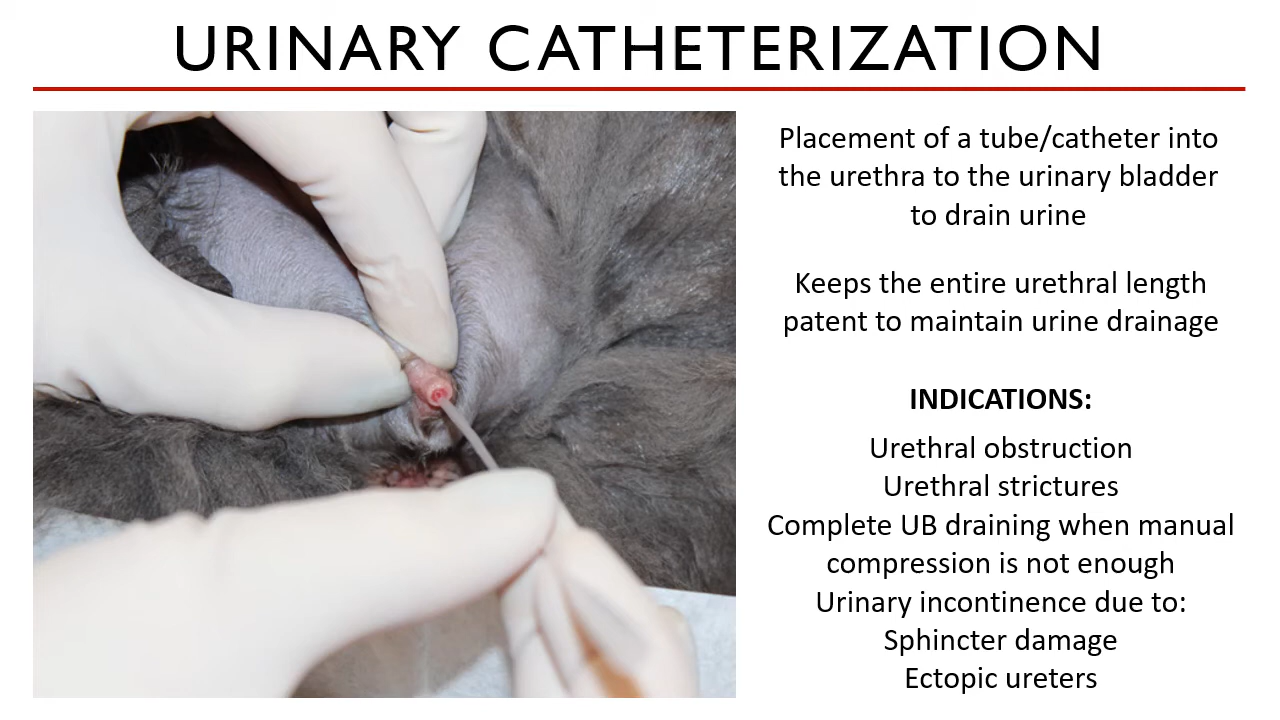 URINARY CATHETERIZATION
Placement of a tube/catheter into
the urethra to the urinary bladder
to drain urine
Keeps the entire urethral length
patent to maintain urine drainage
INDICATIONS:
Urethral obstruction
Urethral strictures
Complete UB draining when manual
compression is not enough
Urinary incontinence due to:
Sphincter damage
Ectopic ureters